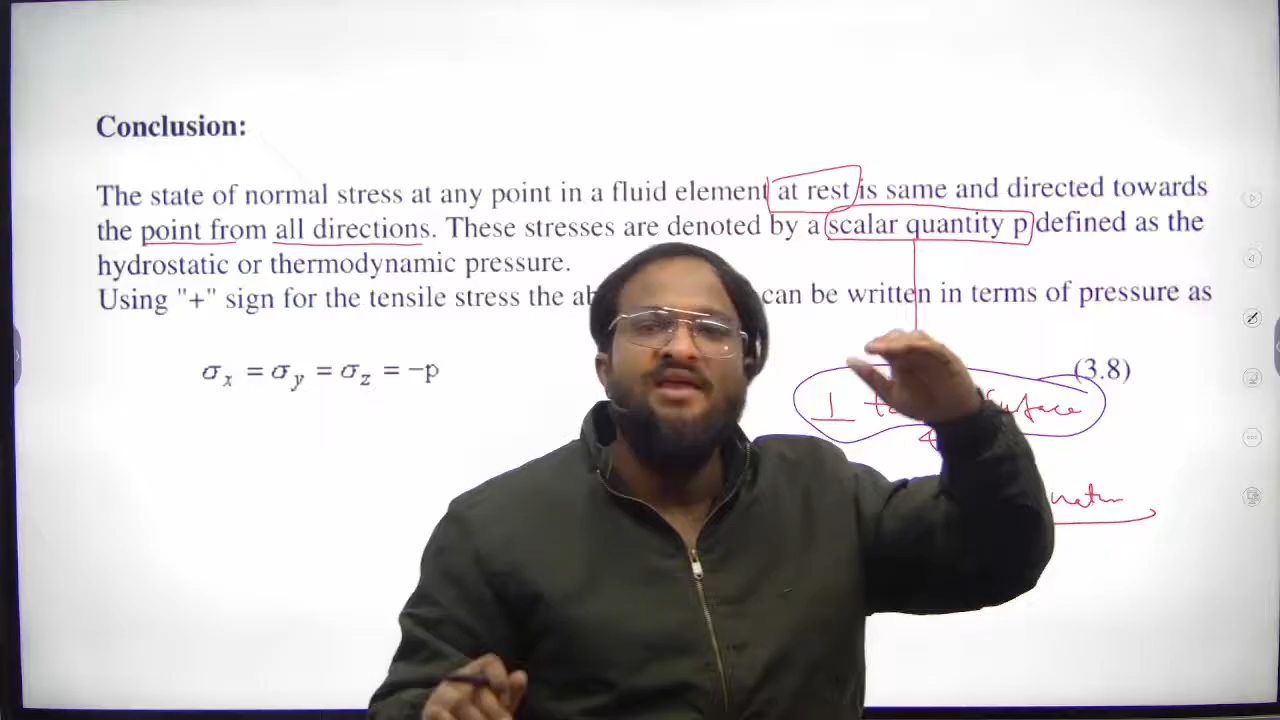 Conclusion:
The state of normal stress at any point in a fluid element at rest is same and directed towards
the point from all directions. These stresses are denoted by a scalar quantity p defined as the
hydrostatic or thermodynamic pressure.
Using "+" sign for the tensile stress the can be written in terms of pressure as
σx = σy = σz = −p (3.8)
⊥ surface